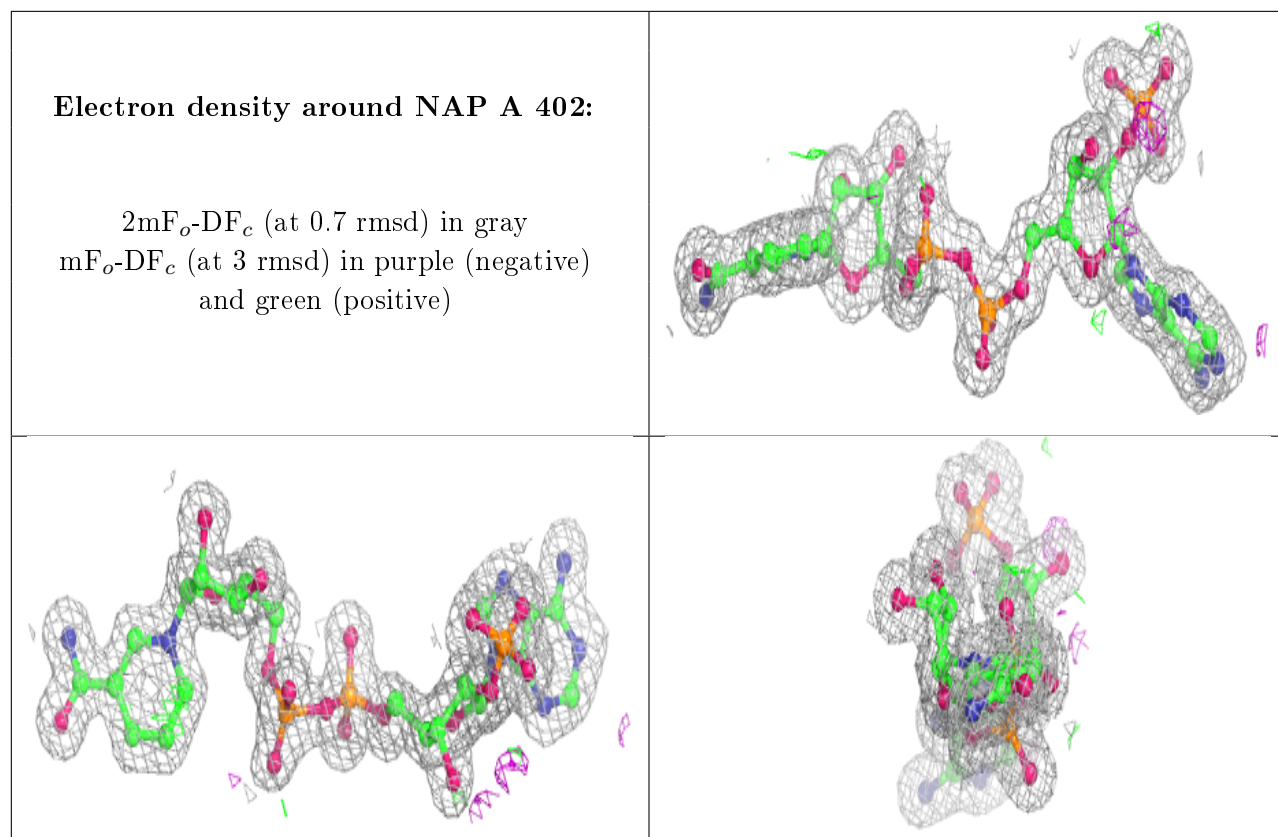 Electron density around NAP A 402:
2mFₒ-DF𝑐 (at 0.7 rmsd) in gray
mFₒ-DF𝑐 (at 3 rmsd) in purple (negative)
and green (positive)